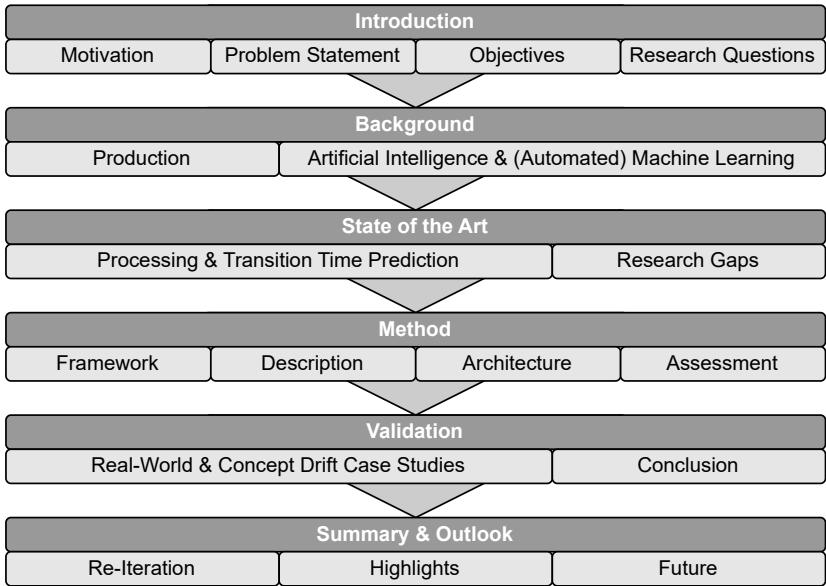 Introduction
Motivation Problem Statement Objectives Research Questions
Background
Production Artificial Intelligence & (Automated) Machine Learning
State of the Art
Processing & Transition Time Prediction Research Gaps
Method
Framework Description Architecture Assessment
Validation
Real-World & Concept Drift Case Studies Conclusion
Summary & Outlook
Re-Iteration Highlights Future